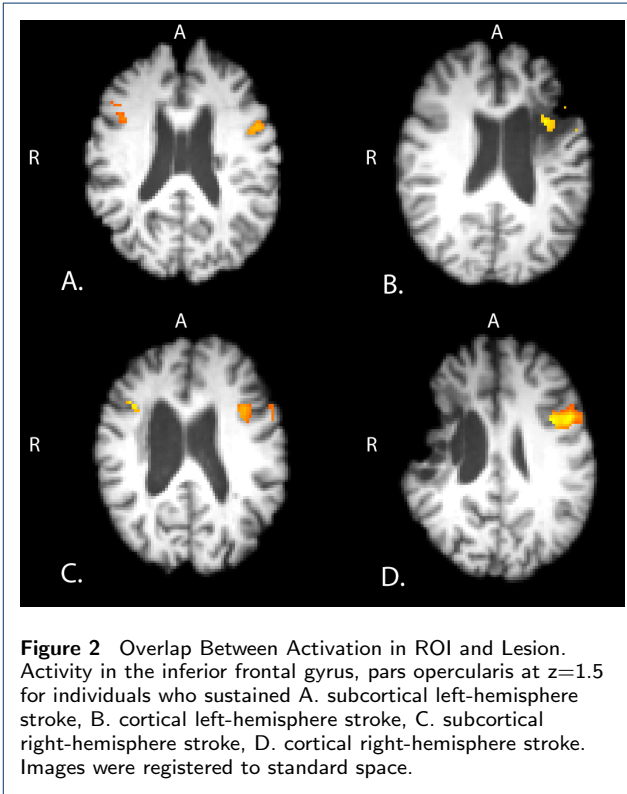 A
A
R
R
A.
B.
A
A
R
R
C.
D.
Figure 2 Overlap Between Activation in ROI and Lesion.
Activity in the inferior frontal gyrus, pars opercularis at z=1.5
for individuals who sustained A. subcortical left-hemisphere
stroke, B. cortical left-hemisphere stroke, C. subcortical
right-hemisphere stroke, D. cortical right-hemisphere stroke.
Images were registered to standard space.